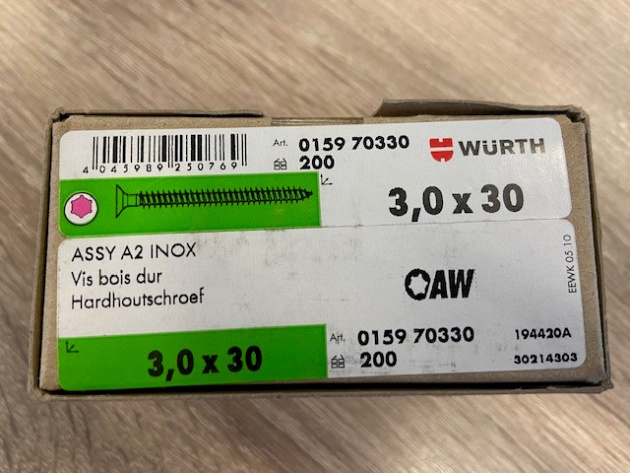 Art. 0159 70330
200
WÜRTH
4 045989 250769
3,0 x 30
ASSY A2 INOX
Vis bois dur
Hardhoutschroef
AW
EEWK 05 10
3,0 x 30
Art. 0159 70330
200
194420A
30214303